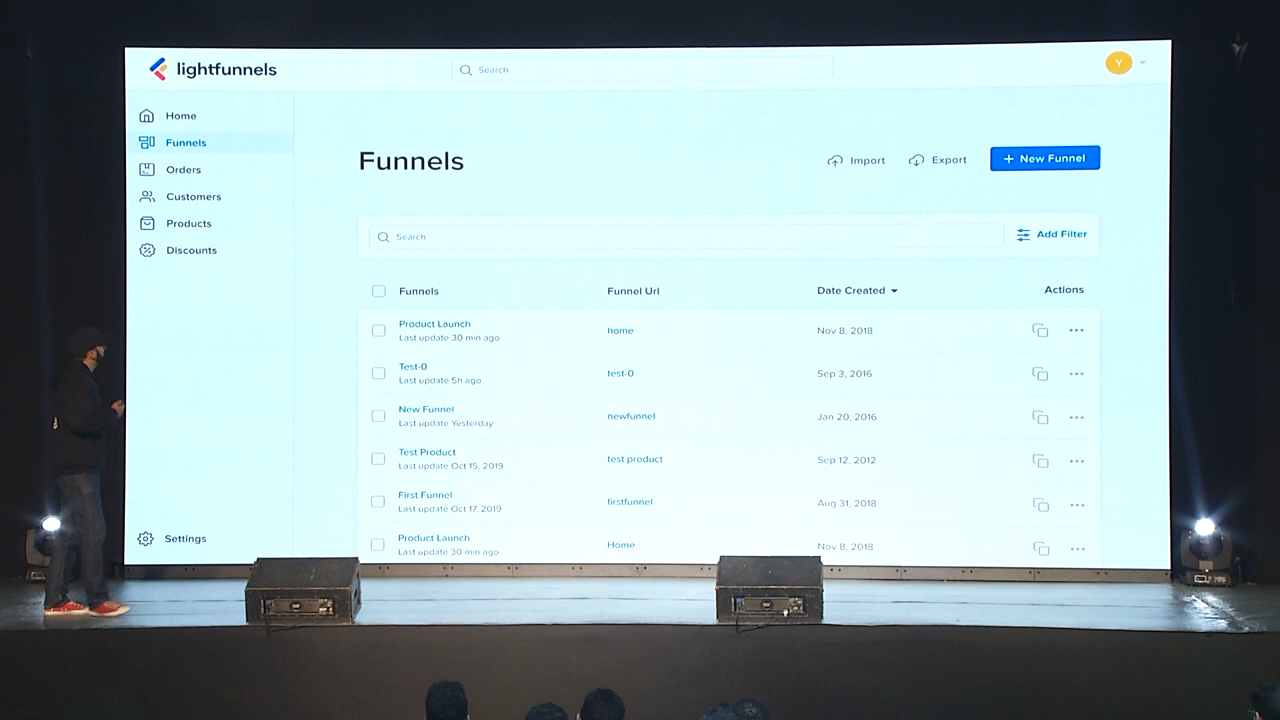 lightfunnels
Search
Y
Home
Funnels
Orders
Customers
Products
Discounts
Settings
Funnels
Import
Export
+ New Funnel
Search
Add Filter
Funnels Funnel Url Date Created Actions
Product Launch
Last update 30 min ago
home
Nov 8, 2018
Test-0
Last update 5h ago
test-0
Sep 3, 2016
New Funnel
Last update Yesterday
newfunnel
Jan 20, 2016
Test Product
Last update Oct 15, 2019
test product
Sep 12, 2012
First Funnel
Last update Oct 17, 2019
firstfunnel
Aug 31, 2018
Product Launch
Last update 30 min ago
Home
Nov 8, 2018